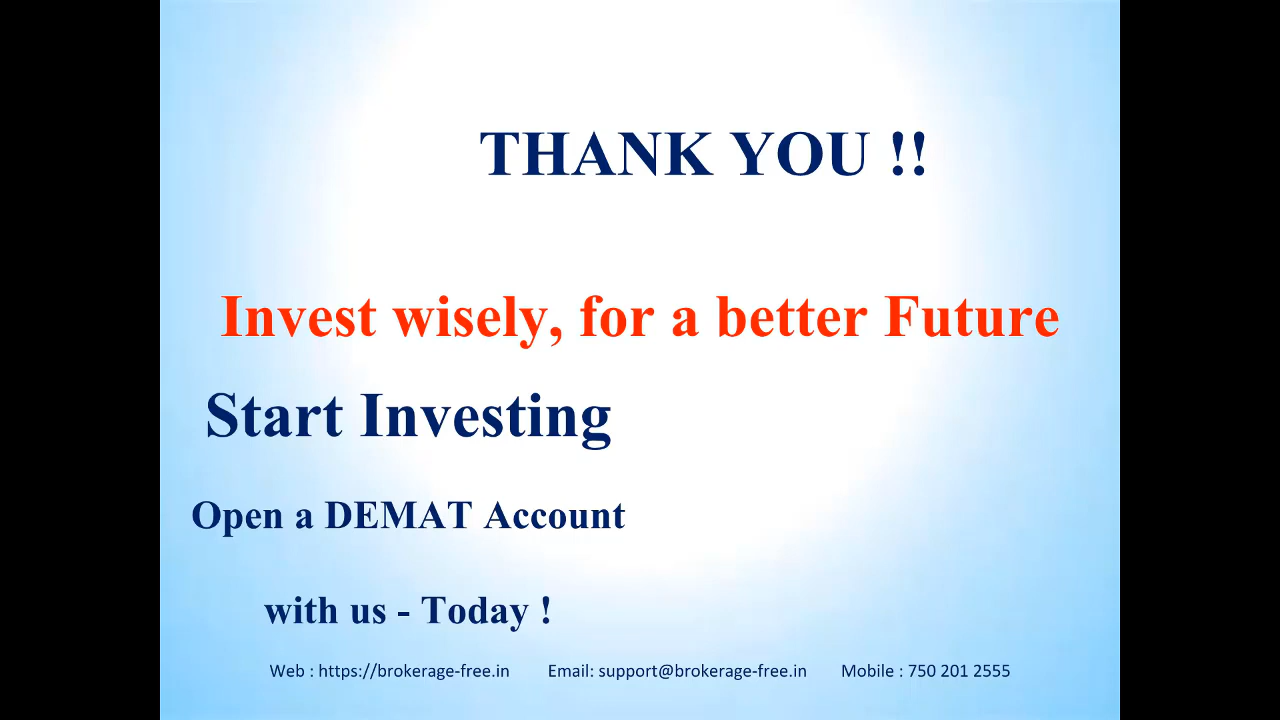 THANK YOU !!
Invest wisely, for a better Future
Start Investing
Open a DEMAT Account
with us - Today !
Web : https://brokerage-free.in Email: support@brokerage-free.in Mobile : 750 201 2555